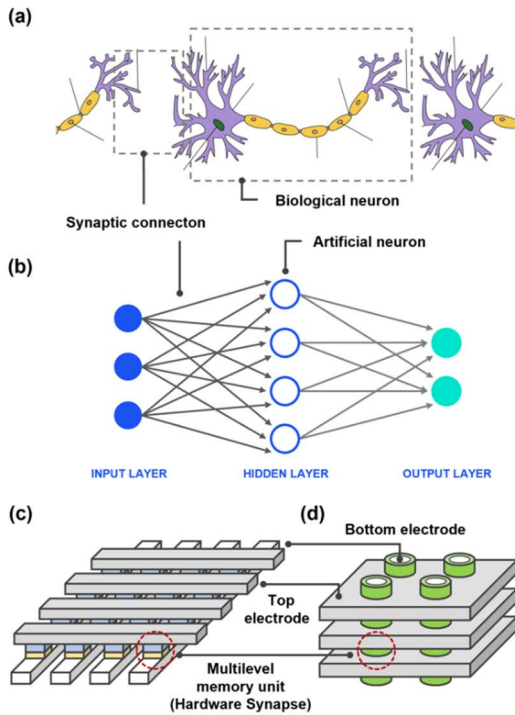 (a)
Biological neuron
Synaptic connecton
Artificial neuron
(b)
INPUT LAYER
HIDDEN LAYER
OUTPUT LAYER
(c)
(d)
Bottom electrode
Top
electrode
Multilevel
memory unit
(Hardware Synapse)